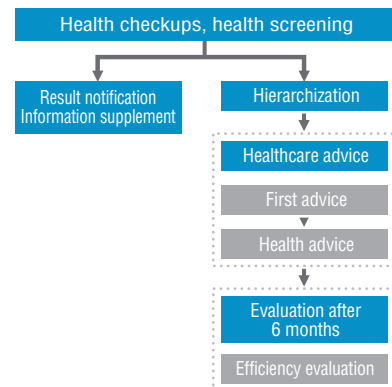 Health checkups, health screening
Result notification
Information supplement
Hierarchization
Healthcare advice
First advice
Health advice
Evaluation after
6 months
Efficiency evaluation